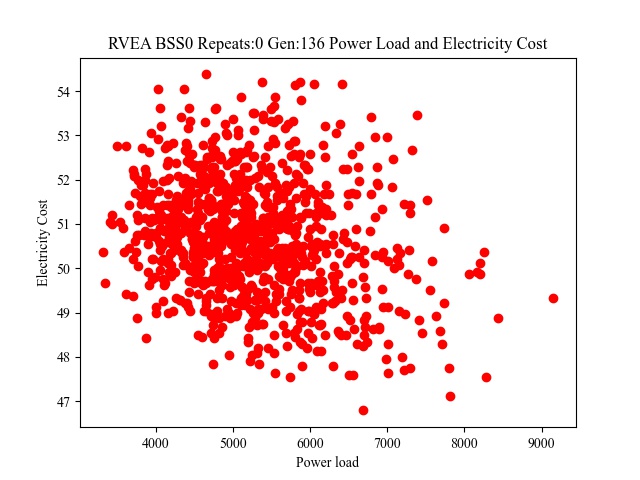 RVEA BSS0 Repeats:0 Gen:136 Power Load and Electricity Cost
54
53
52
51
50
49
48
47
Electricity Cost
4000 5000 6000 7000 8000 9000
Power load